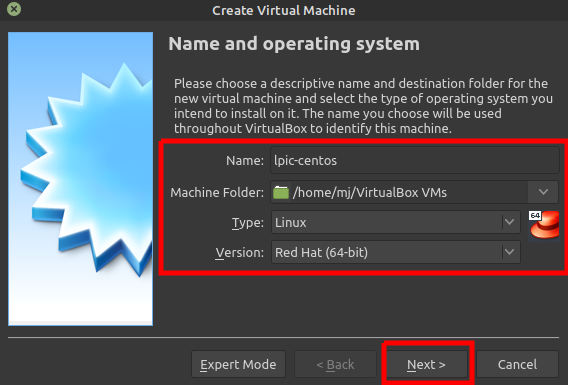 Create Virtual Machine
Name and operating system
Please choose a descriptive name and destination folder for the
new virtual machine and select the type of operating system you
intend to install on it. The name you choose will be used
throughout VirtualBox to identify this machine.
Name: lpic-centos
Machine Folder: /home/mj/VirtualBox VMs
Type: Linux
64
Version: Red Hat (64-bit)
Expert Mode < Back Next > Cancel